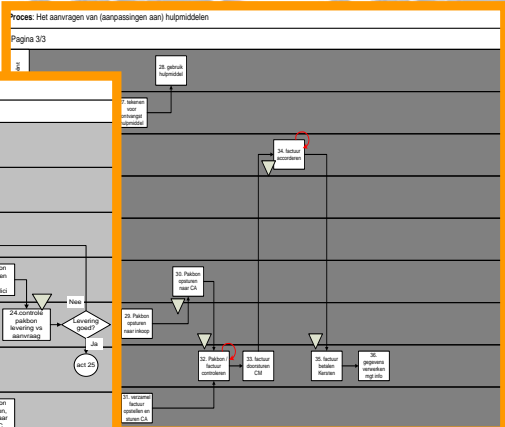 Proces: Het aanvragen van (aanpassingen aan) hulpmiddelen
Pagina 3/3
28. gebruik
hulpmiddel
7. tekenen
voor
ontvangst
hulpmiddel
34. factuur
accorderen
30. Pakbon
opsturen
naar CA
29. Pakbon
opsturen
naar inkoop
32. Pakbon /
factuur
controleren
33. factuur
doorsturen
CM
35. factuur
betalen
Kersten
36.
gegevens
verwerken
mgt info
31. verzamel
factuur
opstellen en
sturen CA
Nee
24.controle
pakbon
levering vs
aanvraag
Levering
goed?
Ja
act 25